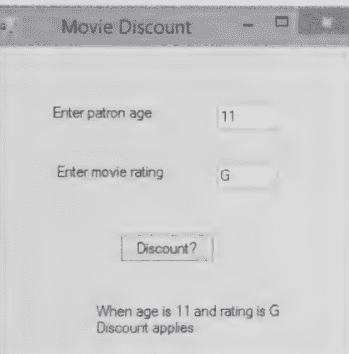 Movie Discount
Enter patron age 11
Enter movie rating G
Discount?
When age is 11 and rating is G
Discount applies